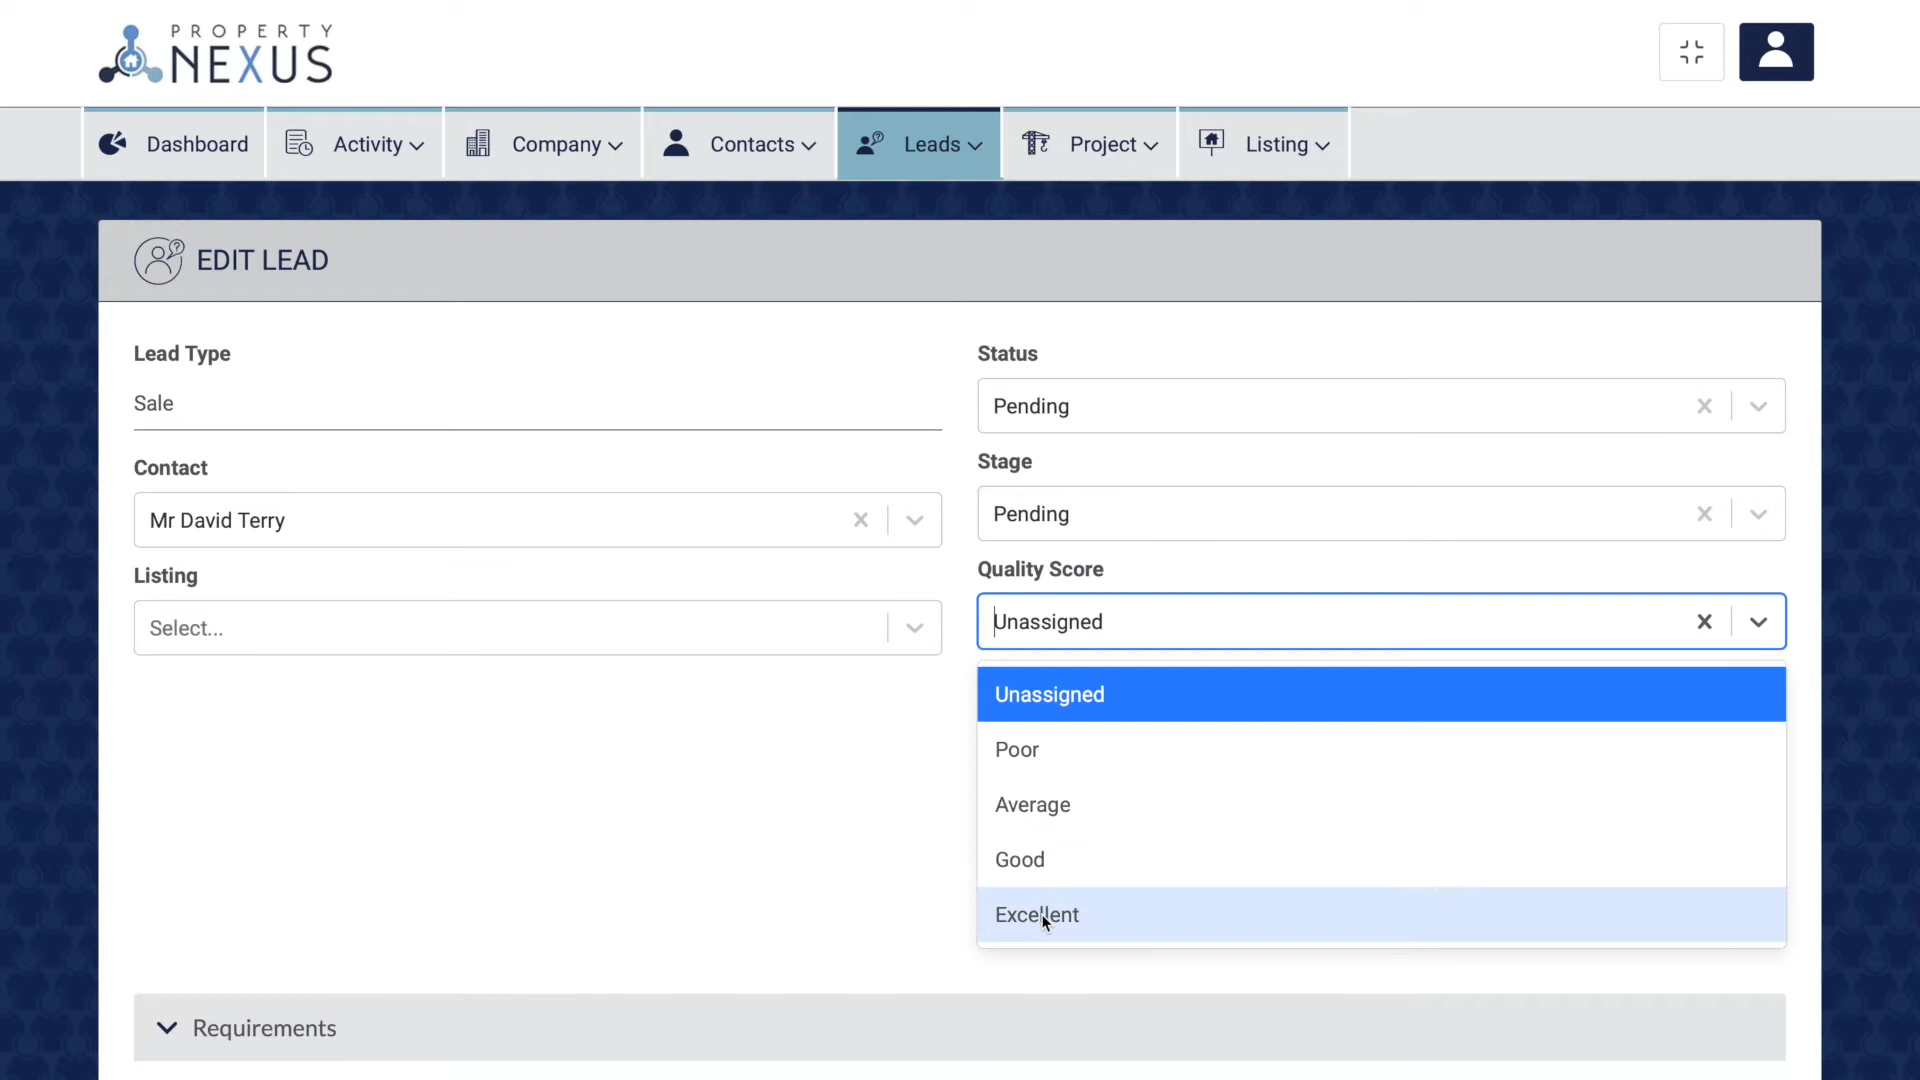 PROPERTY
NEXUS
Dashboard
Activity
Company
Contacts
Leads
Project
Listing
EDIT LEAD
Lead Type
Sale
Contact
Mr David Terry
Listing
Select...
Status
Pending
Stage
Pending
Quality Score
Unassigned
Unassigned
Poor
Average
Good
Excellent
Requirements